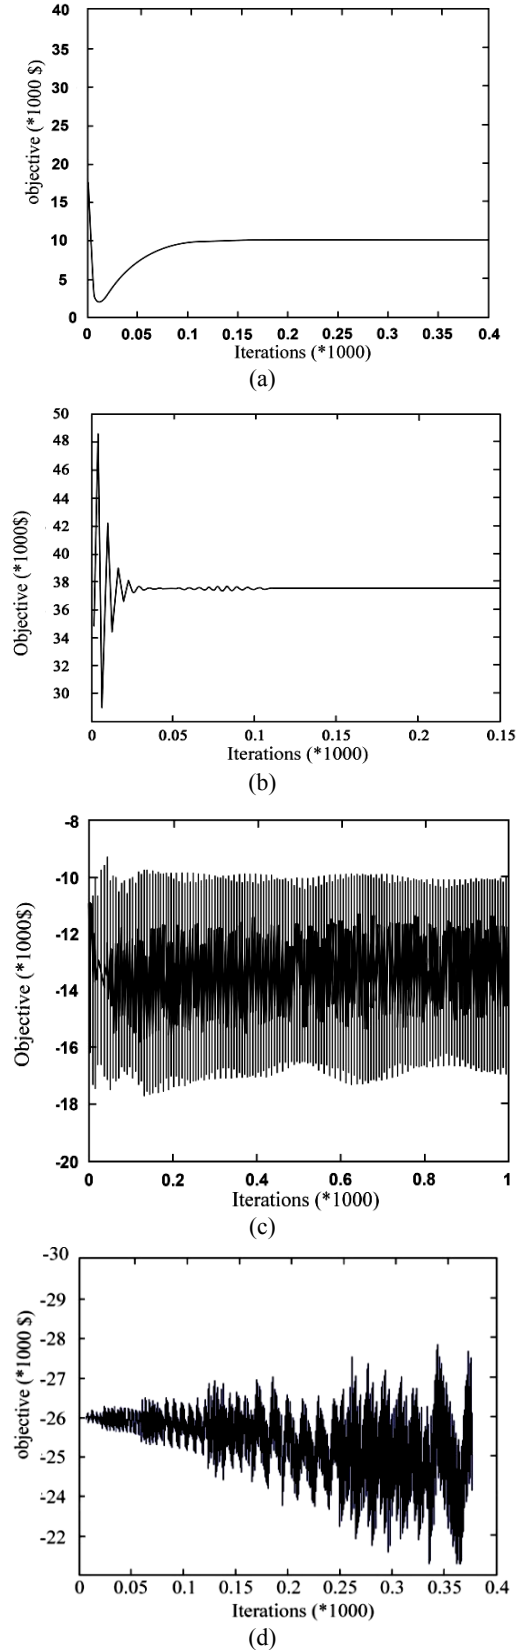 40
35
30
25
20
15
10
5
0
objective (*1000 $)
0 0.05 0.1 0.15 0.2 0.25 0.3 0.35 0.4
Iterations (*1000)
(a)
50
48
46
44
42
40
38
36
34
32
30
Objective (*1000$)
0 0.05 0.1 0.15 0.2 0.15
Iterations (*1000)
(b)
-8
-10
-12
-14
-16
-18
-20
Objective (*1000$)
0 0.2 0.4 0.6 0.8 1
Iterations (*1000)
(c)
-30
-29
-28
-27
-26
-25
-24
-22
objective (*1000 $)
0 0.05 0.1 0.15 0.2 0.25 0.3 0.35 0.4
Iterations (*1000)
(d)